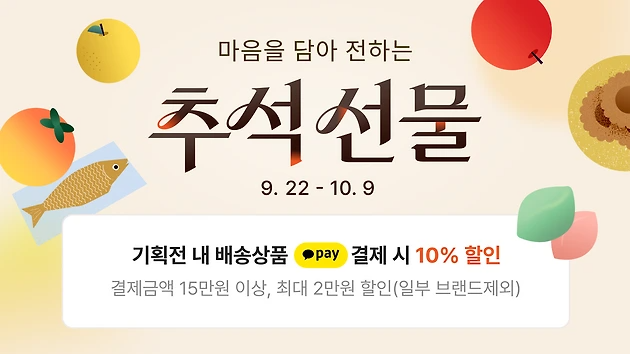 마음을 담아 전하는
추석 선물
9. 22 - 10. 9
기획전 내 배송상품 pay 결제 시 10% 할인
결제금액 15만원 이상, 최대 2만원 할인(일부 브랜드제외)